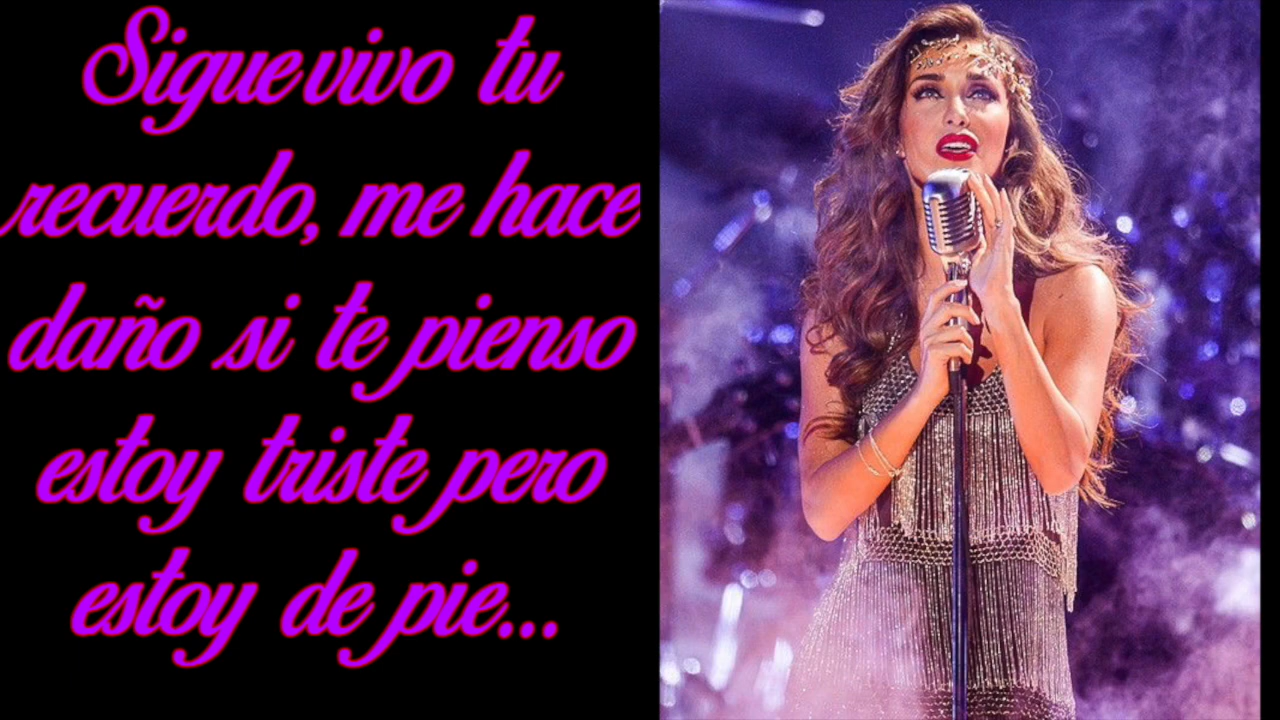 Sigue vivo tu
recuerdo, me hace
daño si te pienso
estoy triste pero
estoy de pie...